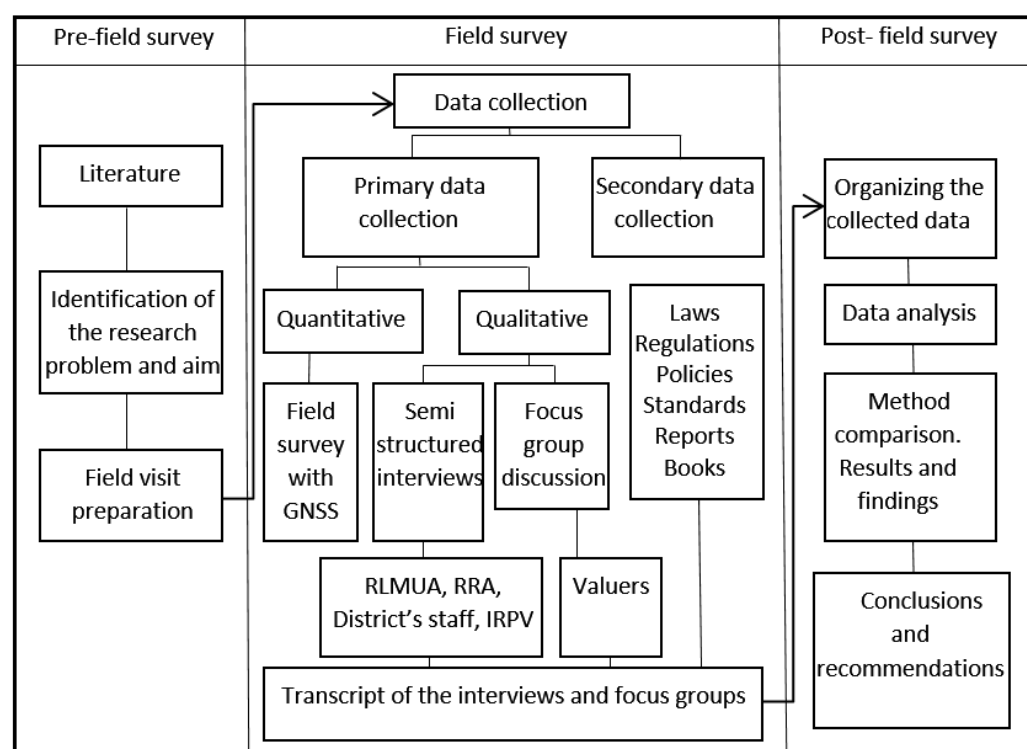 Pre-field survey
Field survey
Post- field survey
Data collection
Literature
Primary data
collection
Secondary data
collection
Organizing the
collected data
Identification of
the research
problem and aim
Quantitative
Qualitative
Laws
Regulations
Policies
Standards
Reports
Books
Data analysis
Field
survey
with
GNSS
Semi
structured
interviews
Focus
group
discussion
Method
comparison.
Results and
findings
Field visit
preparation
RLMUA, RRA,
District’s staff, IRPV
Valuers
Conclusions
and
recommendations
Transcript of the interviews and focus groups